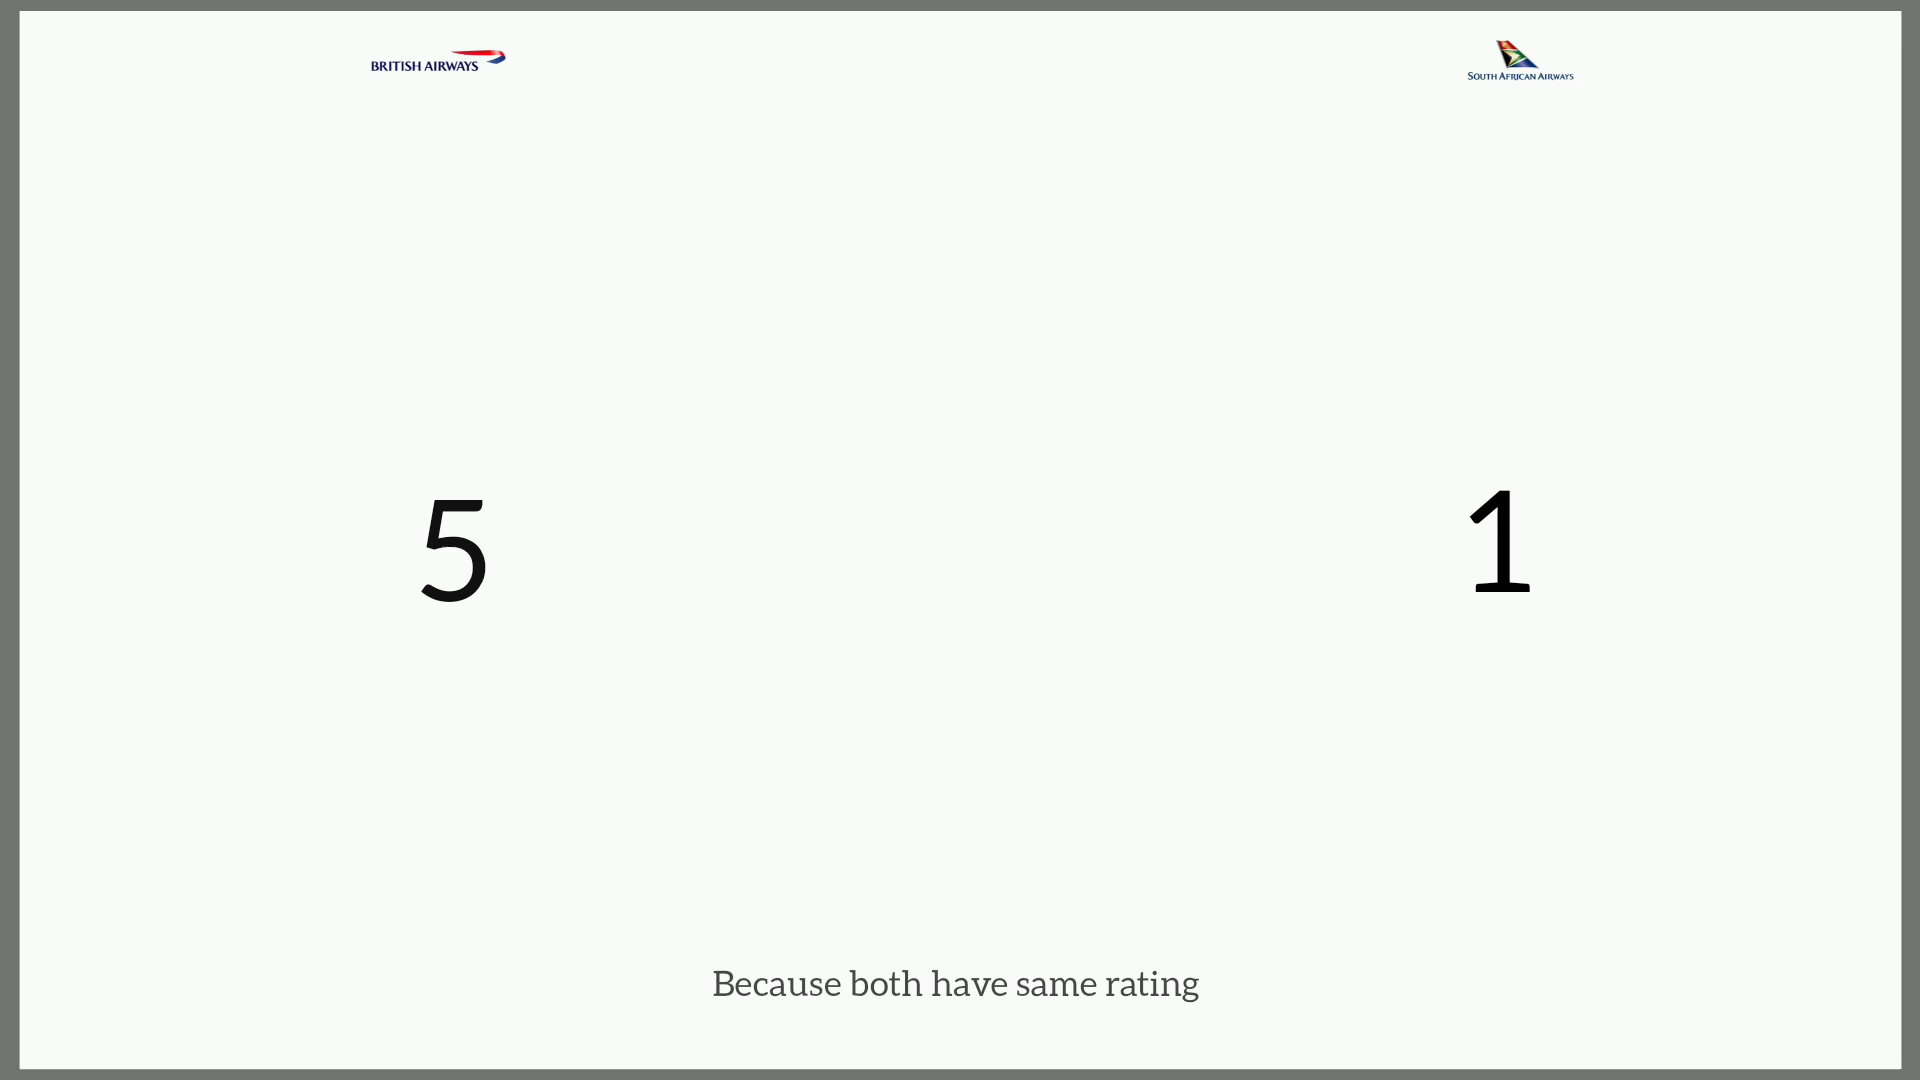 BRITISH AIRWAYS
SOUTH AFRICAN AIRWAYS
5
1
Because both have same rating